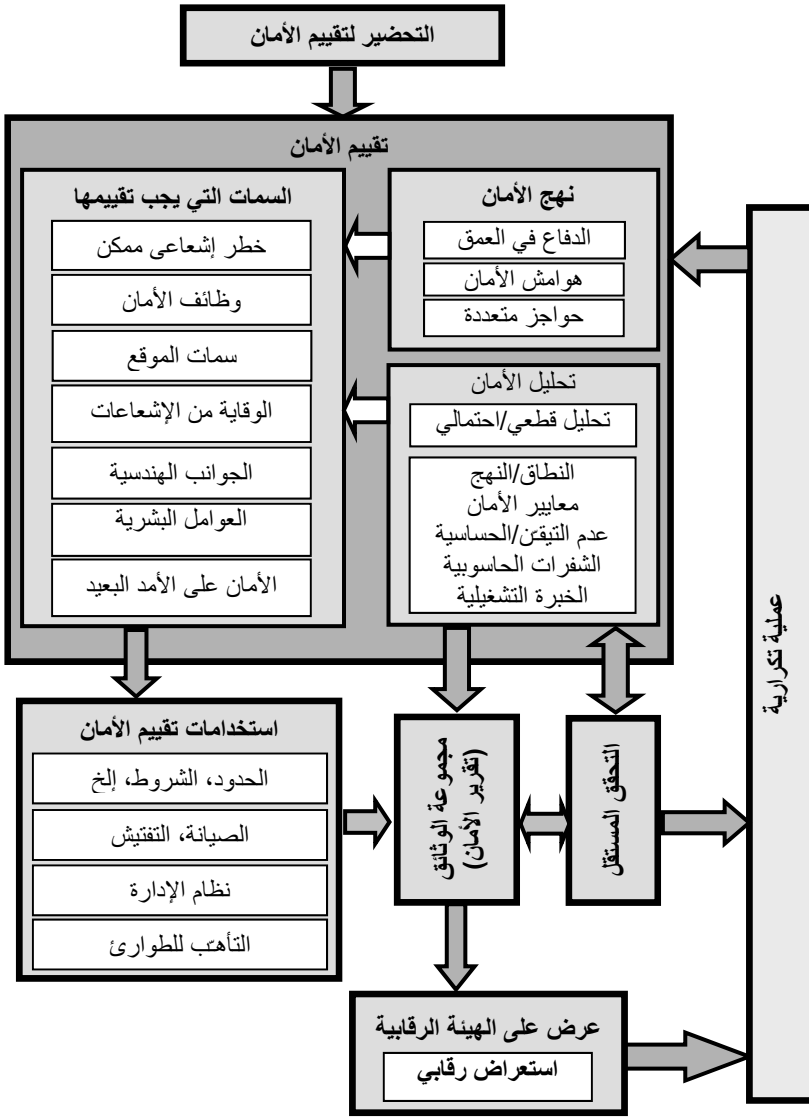 التحضير لتقييم الأمان
تقييم الأمان
نهج الأمان
الدفاع في العمق
هوامش الأمان
حواجز متعددة
السمات التي يجب تقييمها
خطر إشعاعى ممكن
وظائف الأمان
سمات الموقع
الوقاية من الإشعاعات
الجوانب الهندسية
العوامل البشرية
الأمان على الأمد البعيد
تحليل الأمان
تحليل قطعي/احتمالي
النطاق/النهج
معايير الأمان
عدم التيقّن/الحساسية
الشفرات الحاسوبية
الخبرة التشغيلية
عملية تكرارية
التحقق المستقل
مجموعة الوثائق
(تقرير الأمان)
استخدامات تقييم الأمان
الحدود، الشروط، إلخ
الصيانة، التفتيش
نظام الإدارة
التأهّب للطوارئ
عرض على الهيئة الرقابية
استعراض رقابي